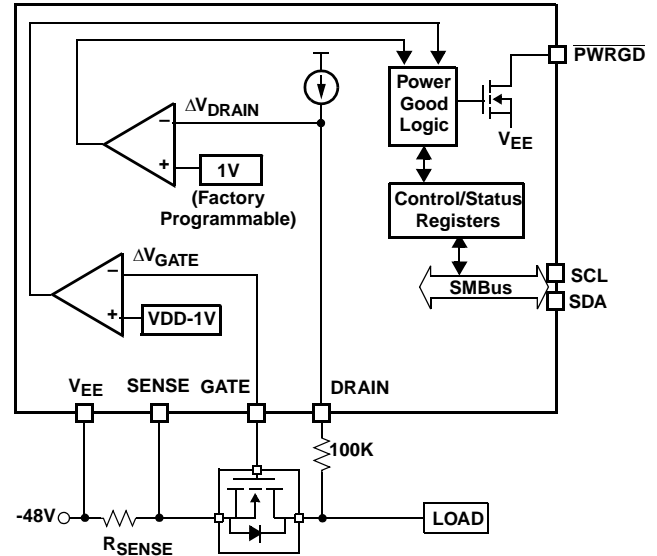 PWRGD
Power
Good
Logic
VEE
ΔVDRAIN
−
+
1V
(Factory
Programmable)
Control/Status
Registers
ΔVGATE
−
+
VDD-1V
SMBus
SCL
SDA
VEE
SENSE
GATE
DRAIN
100K
-48V
RSENSE
LOAD